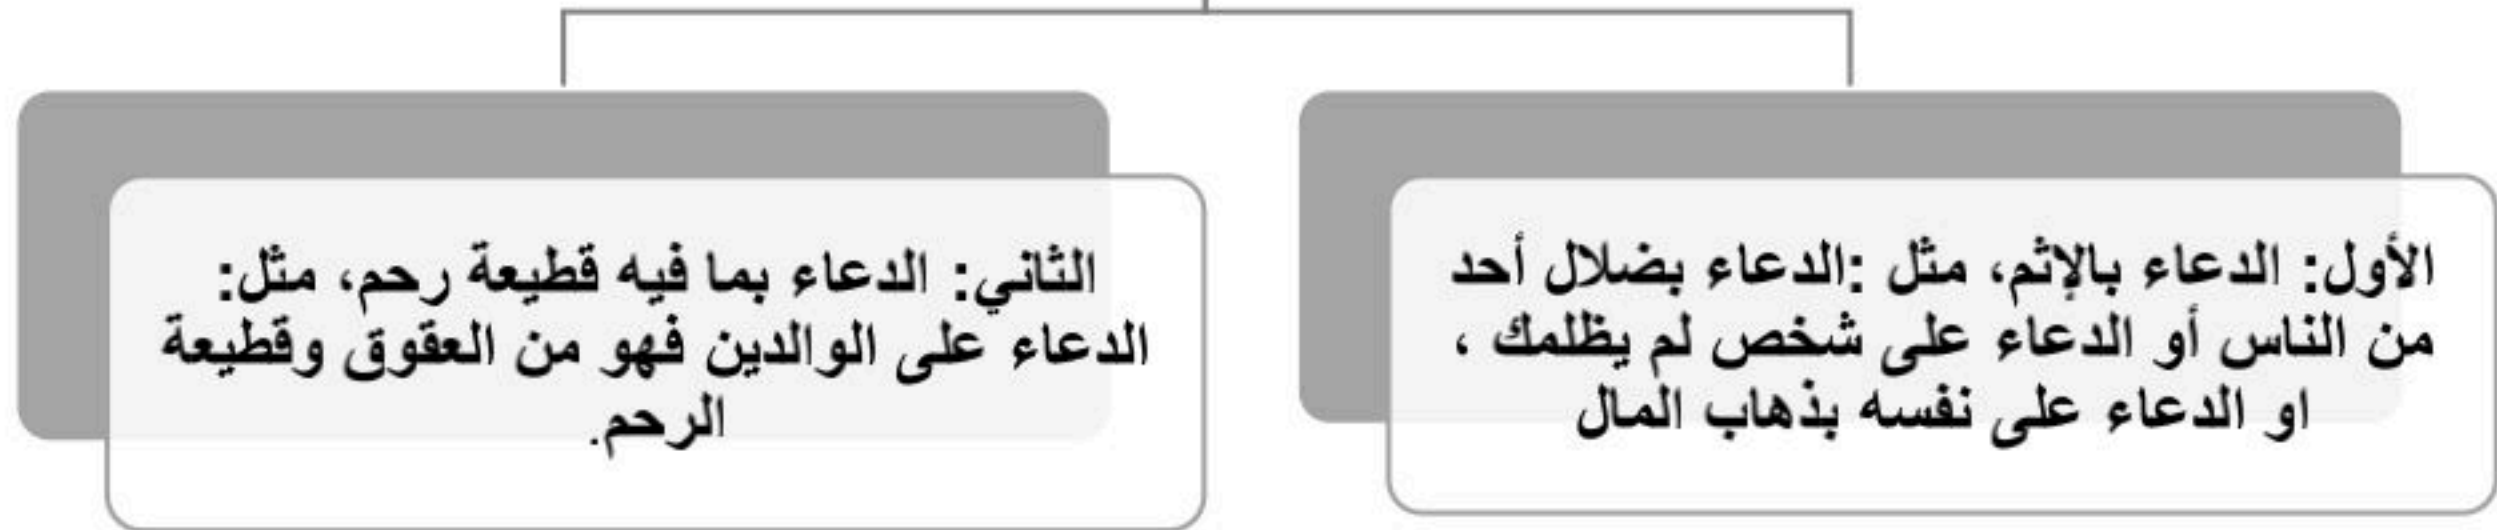 الأول: الدعاء بالإثم، مثل :الدعاء بضلال أحد
من الناس أو الدعاء على شخص لم يظلمك ،
او الدعاء على نفسه بذهاب المال
الثاني: الدعاء بما فيه قطيعة رحم، مثل:
الدعاء على الوالدين فهو من العقوق وقطيعة
الرحم.